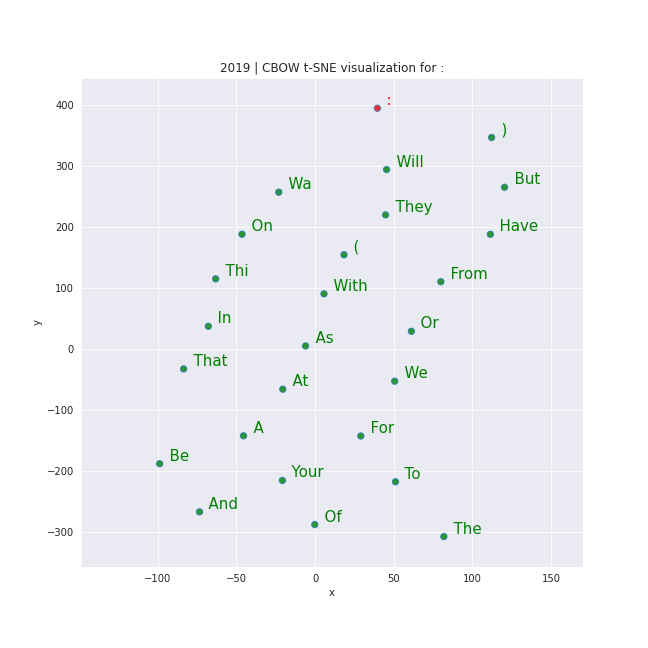 2019 | CBOW t-SNE visualization for :
400
:
)
300
Will
Wa
But
They
200
On
Have
(
Thi
From
100
With
In
Or
As
0
That
We
At
−100
A
For
Be
−200
Your
To
And
Of
−300
The
y
−100
−50
0
50
100
150
x